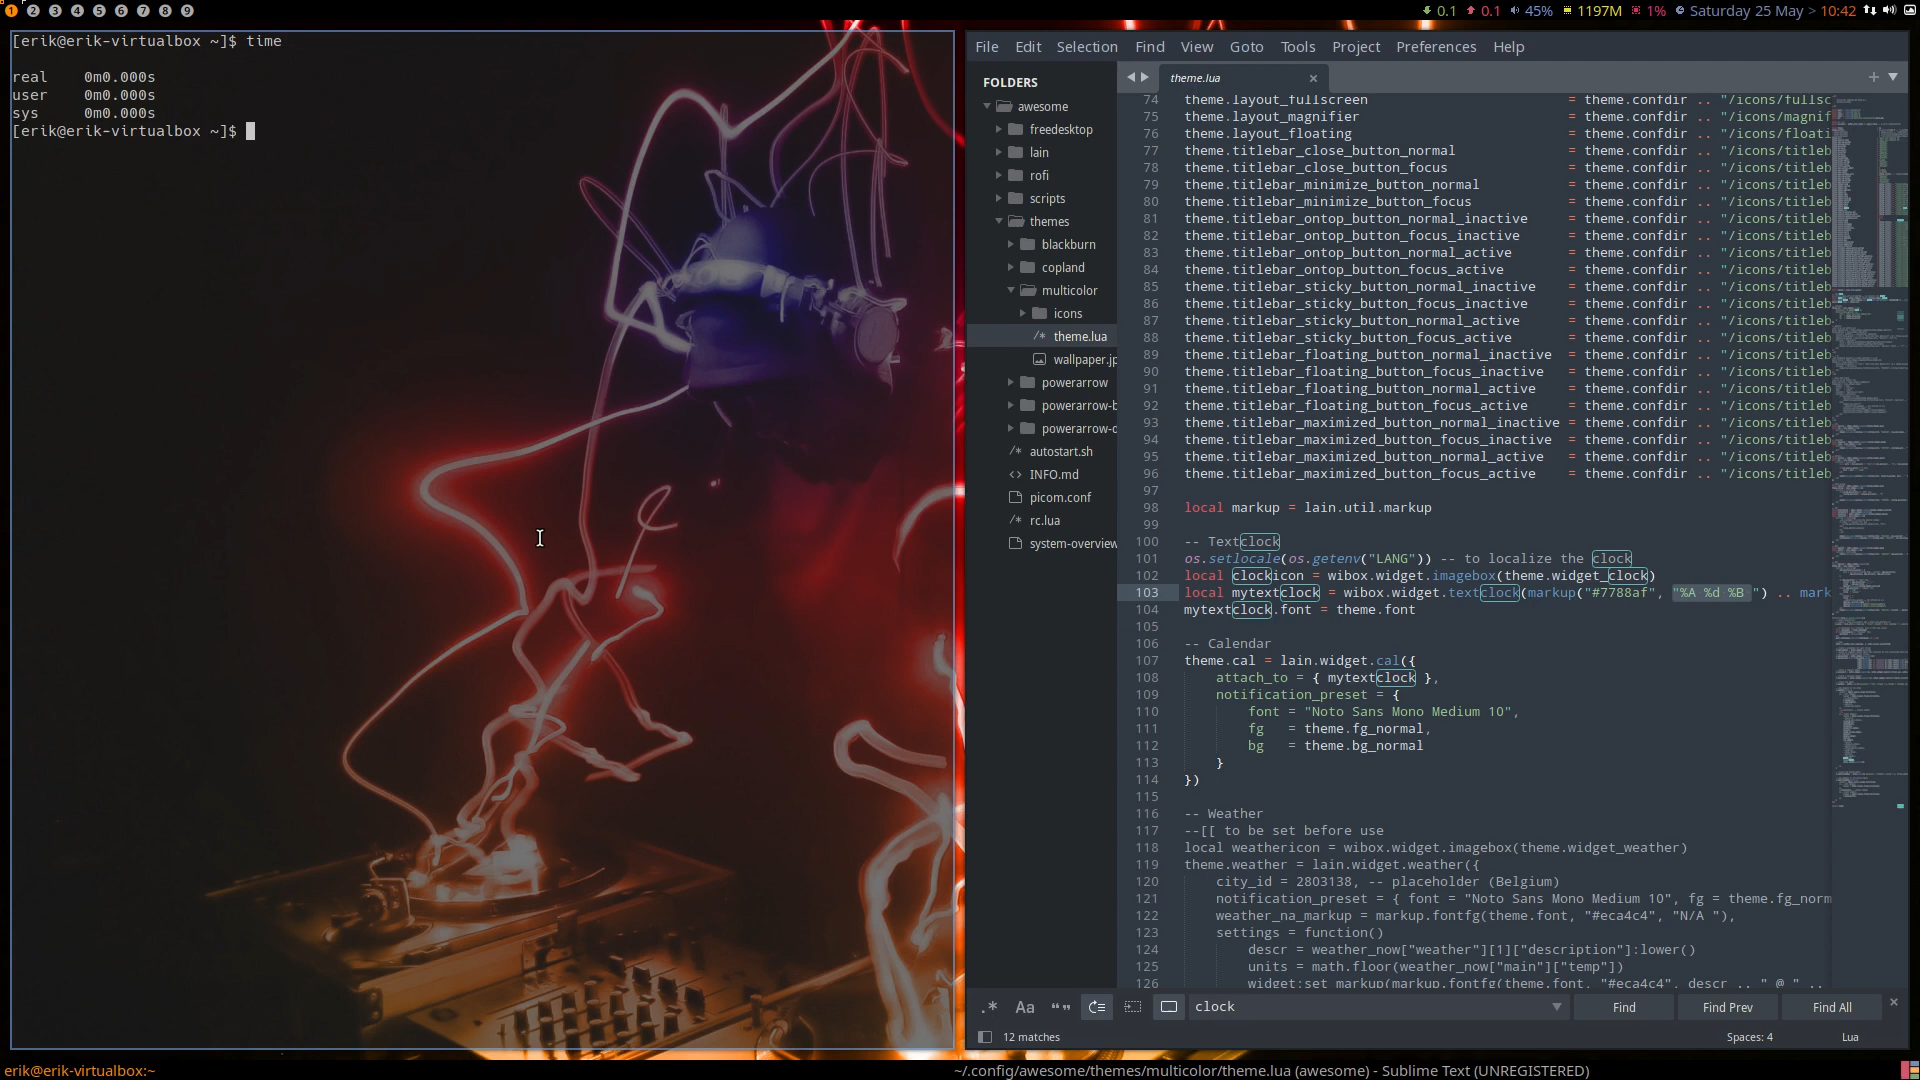 1 2 3 4 5 6 7 8 9
0.1 0.1 45% 1197M 1% Saturday 25 May > 10:42
[erik@erik-virtualbox ~]$ time
real 0m0.000s
user 0m0.000s
sys 0m0.000s
[erik@erik-virtualbox ~]$
File Edit Selection Find View Goto Tools Project Preferences Help
FOLDERS
awesome
freedesktop
lain
rofi
scripts
themes
blackburn
copland
multicolor
icons
/* theme.lua
wallpaper.jp
powerarrow
powerarrow-b
powerarrow-d
/* autostart.sh
<> INFO.md
picom.conf
/* rc.lua
system-overview
theme.lua
74 theme.layout_fullscreen = theme.confdir .. "/icons/fullsc
75 theme.layout_magnifier = theme.confdir .. "/icons/magnif
76 theme.layout_floating = theme.confdir .. "/icons/floati
77 theme.titlebar_close_button_normal = theme.confdir .. "/icons/titleb
78 theme.titlebar_close_button_focus = theme.confdir .. "/icons/titleb
79 theme.titlebar_minimize_button_normal = theme.confdir .. "/icons/titleb
80 theme.titlebar_minimize_button_focus = theme.confdir .. "/icons/titleb
81 theme.titlebar_ontop_button_normal_inactive = theme.confdir .. "/icons/titleb
82 theme.titlebar_ontop_button_focus_inactive = theme.confdir .. "/icons/titleb
83 theme.titlebar_ontop_button_normal_active = theme.confdir .. "/icons/titleb
84 theme.titlebar_ontop_button_focus_active = theme.confdir .. "/icons/titleb
85 theme.titlebar_sticky_button_normal_inactive = theme.confdir .. "/icons/titleb
86 theme.titlebar_sticky_button_focus_inactive = theme.confdir .. "/icons/titleb
87 theme.titlebar_sticky_button_normal_active = theme.confdir .. "/icons/titleb
88 theme.titlebar_sticky_button_focus_active = theme.confdir .. "/icons/titleb
89 theme.titlebar_floating_button_normal_inactive = theme.confdir .. "/icons/titleb
90 theme.titlebar_floating_button_focus_inactive = theme.confdir .. "/icons/titleb
91 theme.titlebar_floating_button_normal_active = theme.confdir .. "/icons/titleb
92 theme.titlebar_floating_button_focus_active = theme.confdir .. "/icons/titleb
93 theme.titlebar_maximized_button_normal_inactive = theme.confdir .. "/icons/titleb
94 theme.titlebar_maximized_button_focus_inactive = theme.confdir .. "/icons/titleb
95 theme.titlebar_maximized_button_normal_active = theme.confdir .. "/icons/titleb
96 theme.titlebar_maximized_button_focus_active = theme.confdir .. "/icons/titleb
97
98 local markup = lain.util.markup
99
100 -- Textclock
101 os.setlocale(os.getenv("LANG")) -- to localize the clock
102 local clockicon = wibox.widget.imagebox(theme.widget_clock)
103 local mytextclock = wibox.widget.textclock(markup("#7788af", "%A %d %B ") .. mark
104 mytextclock.font = theme.font
105
106 -- Calendar
107 theme.cal = lain.widget.cal({
108 attach_to = { mytextclock },
109 notification_preset = {
110 font = "Noto Sans Mono Medium 10",
111 fg = theme.fg_normal,
112 bg = theme.bg_normal
113 }
114 })
115
116 -- Weather
117 --[[ to be set before use
118 local weathericon = wibox.widget.imagebox(theme.widget_weather)
119 theme.weather = lain.widget.weather({
120 city_id = 2803138, -- placeholder (Belgium)
121 notification_preset = { font = "Noto Sans Mono Medium 10", fg = theme.fg_norm
122 weather_na_markup = markup.fontfg(theme.font, "#eca4c4", "N/A "),
123 settings = function()
124 descr = weather_now["weather"][1]["description"]:lower()
125 units = math.floor(weather_now["main"]["temp"])
126 widget:set_markup(markup.fontfg(theme.font, "#eca4c4", descr .. " @ " ..
.* Aa “” clock Find Find Prev Find All
12 matches Spaces: 4 Lua
erik@erik-virtualbox:~ ~/.config/awesome/themes/multicolor/theme.lua (awesome) - Sublime Text (UNREGISTERED)